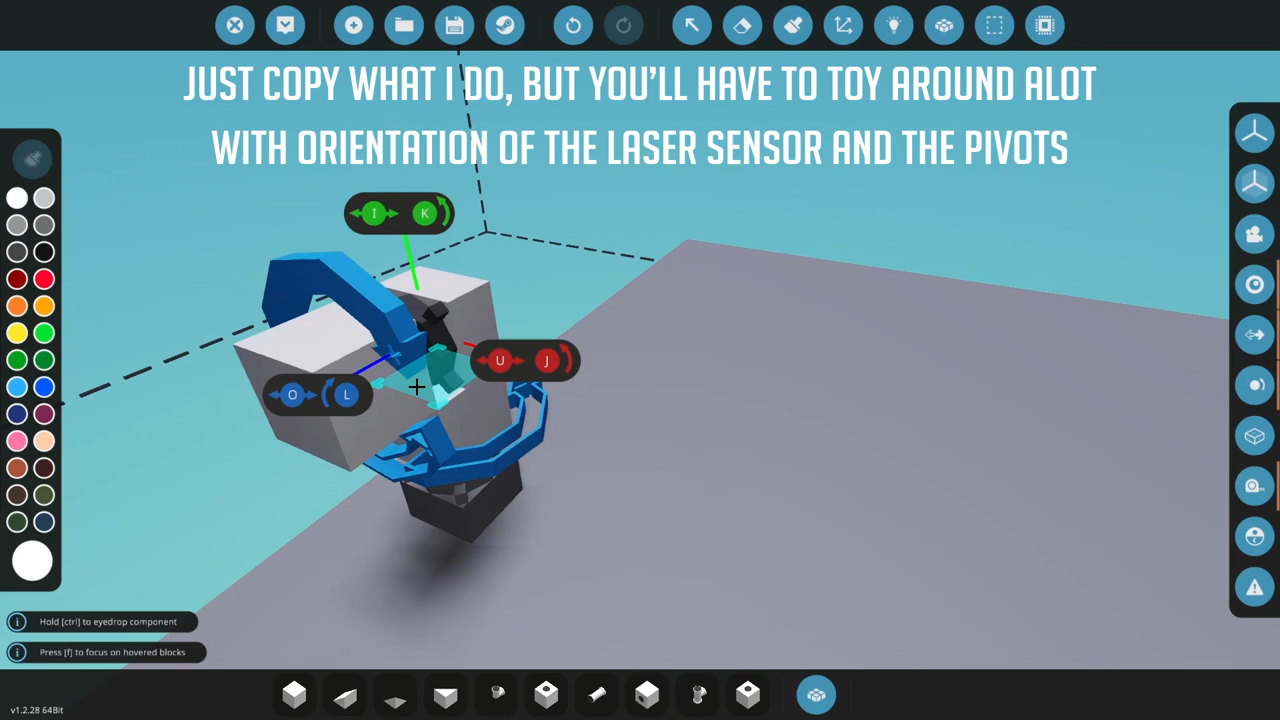 JUST COPY WHAT I DO, BUT YOU'LL HAVE TO TOY AROUND ALOT
WITH ORIENTATION OF THE LASER SENSOR AND THE PIVOTS
I K
U J
O L
Hold [ctrl] to eyedrop component
Press [f] to focus on hovered blocks
v1.2.28 64Bit